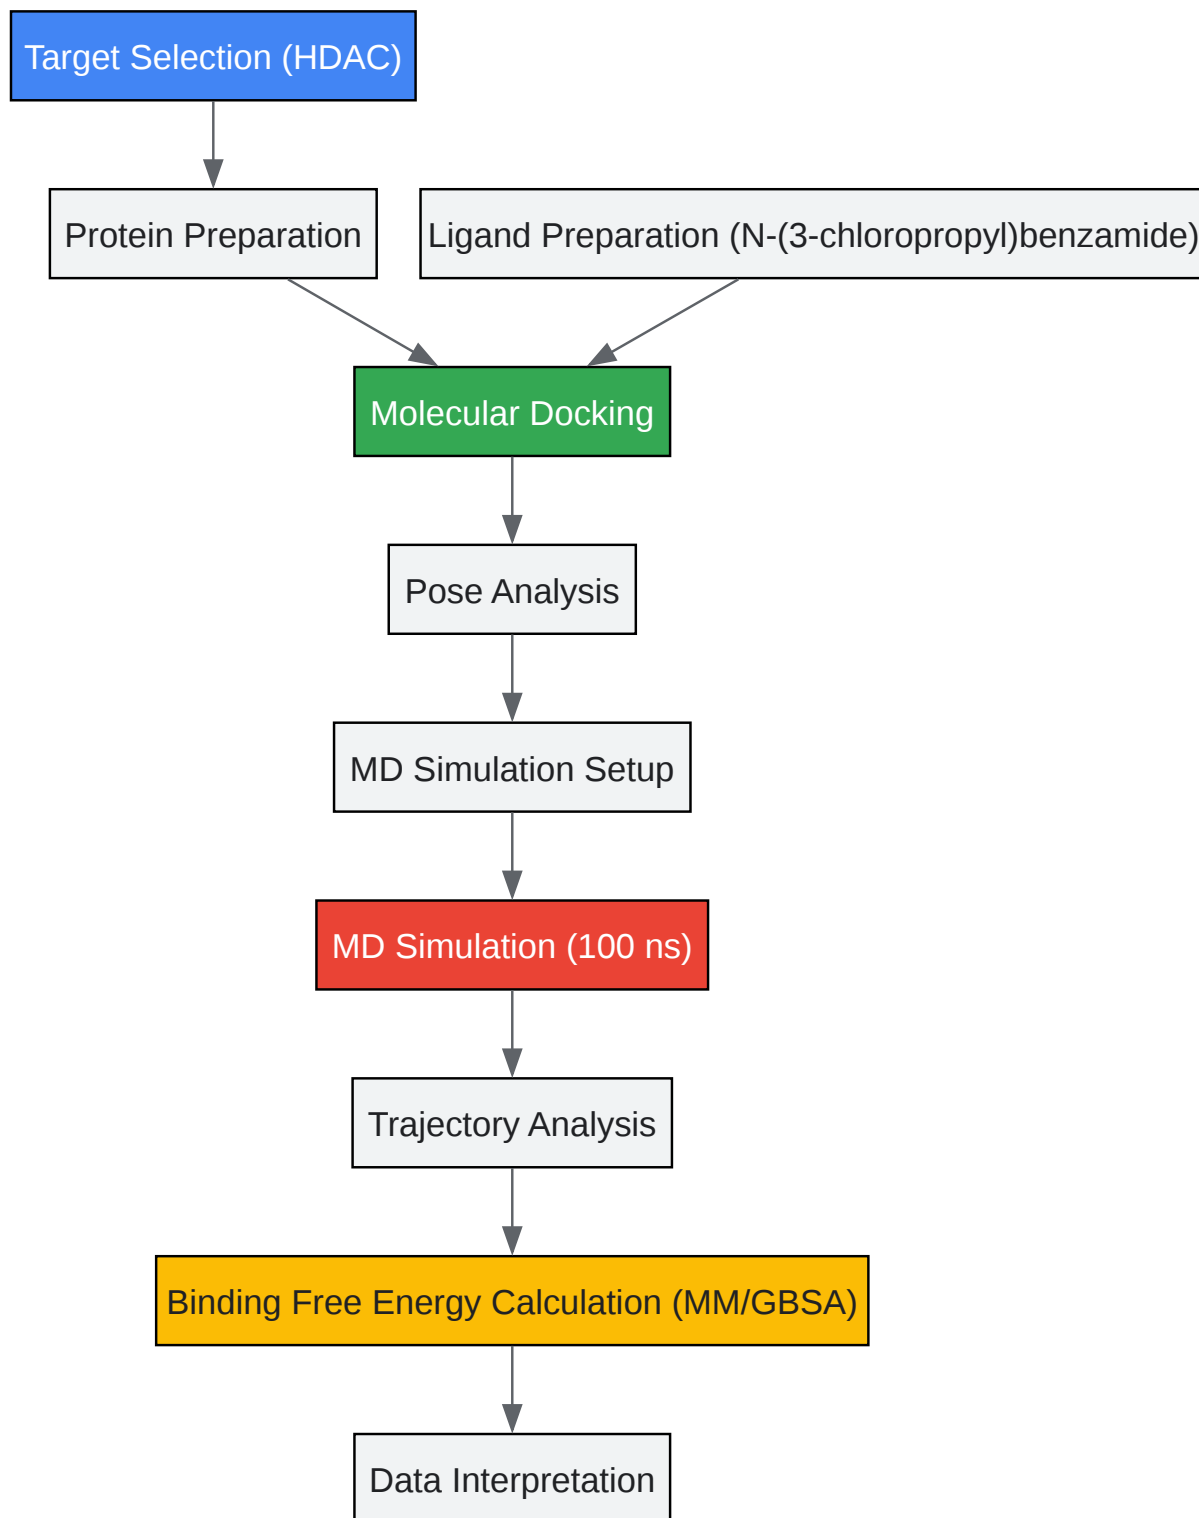 Target Selection (HDAC)
Protein Preparation
Ligand Preparation (N-(3-chloropropyl)benzamide)
Molecular Docking
Pose Analysis
MD Simulation Setup
MD Simulation (100 ns)
Trajectory Analysis
Binding Free Energy Calculation (MM/GBSA)
Data Interpretation